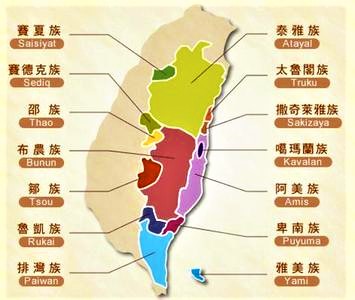 賽夏族
Saisiyat
賽德克族
Sediq
邵族
Thao
布農族
Bunun
鄒族
Tsou
魯凱族
Rukai
排灣族
Paiwan
泰雅族
Atayal
太魯閣族
Truku
撒奇萊雅族
Sakizaya
噶瑪蘭族
Kavalan
阿美族
Amis
卑南族
Puyuma
雅美族
Yami